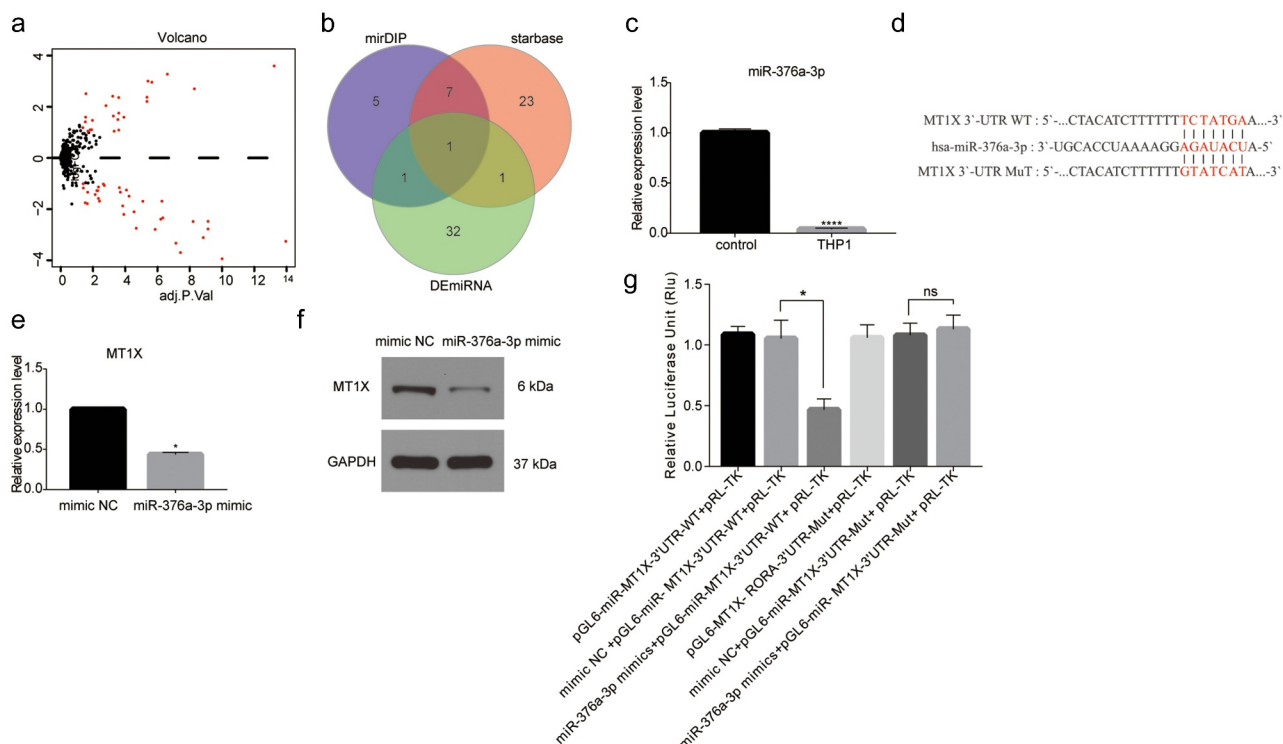 a
Volcano
4
2
0
−2
−4
0
2
4
6
8
10
12
14
adj.P.Val
b
mirDIP
starbase
5
7
23
1
1
1
32
DEmiRNA
c
miR-376a-3p
Relative expression level
1.5
1.0
0.5
0.0
****
control
THP1
d
MT1X 3`-UTR WT : 5`-...CTACATCTTTTTTTCTATGAA...-3`
hsa-miR-376a-3p : 3`-UGCACCUAAAAGGAGAUACUA-5`
MT1X 3`-UTR MuT : 5`-...CTACATCTTTTTTGTATCATA...-3`
e
MT1X
Relative expression level
1.5
1.0
0.5
0.0
*
mimic NC
miR-376a-3p mimic
f
mimic NC
miR-376a-3p mimic
MT1X
6 kDa
GAPDH
37 kDa
g
Relative Luciferase Unit (Rlu)
1.5
1.0
0.5
0.0
*
ns
pGL6-miR-MT1X-3'UTR-WT+pRL-TK
mimic NC +pGL6-miR- MT1X-3'UTR-WT+pRL-TK
miR-376a-3p mimics+pGL6-miR-MT1X-3'UTR-WT+ pRL-TK
pGL6-MT1X- RORA-3'UTR-Mut+pRL-TK
mimic NC+pGL6-miR-MT1X-3'UTR-Mut+ pRL-TK
miR-376a-3p mimics+pGL6-miR- MT1X-3'UTR-Mut+ pRL-TK